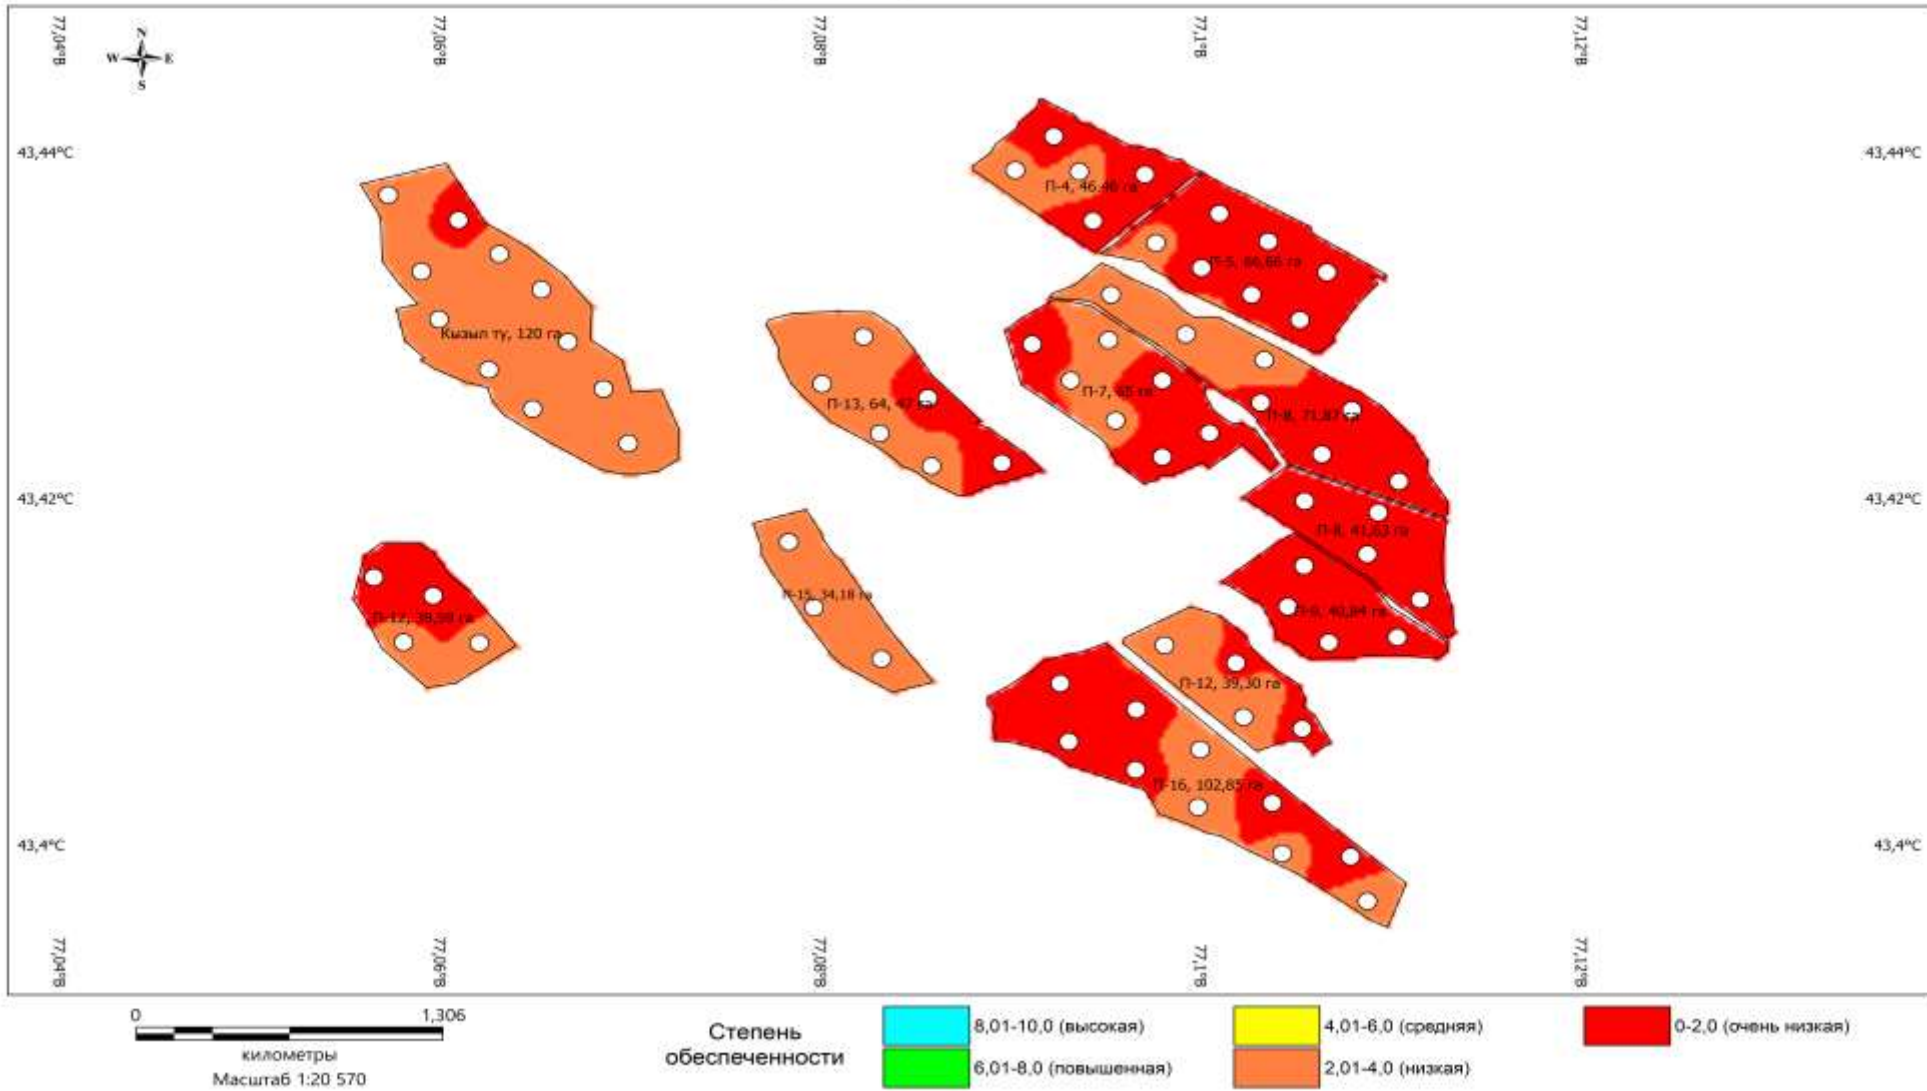 77,04°В 77,06°В 77,08°В 77,1°В 77,12°В
N
W E
S
43,44°С 43,44°С
П-4, 46.46 га
П-5, 66,66 га
Кызыл ту, 120 га
П-7, 65 га
П-13, 64, 47 га
П-8, 71,87 га
43,42°С 43,42°С
П-8, 41,63 га
П-15, 34,18 га
П-9, 40,84 га
га
П-12, 39,30 га
П-16, 102,85 га
43,4°С 43,4°С
77,04°В 77,06°В 77,08°В 77,1°В 77,12°В
0 1,306
километры
Масштаб 1:20 570
Степень
обеспеченности
8,01-10,0 (высокая) 4,01-6.0 (средняя) 0-2,0 (очень низкая)
6,01-8.0 (повышенная) 2,01-4.0 (низкая)